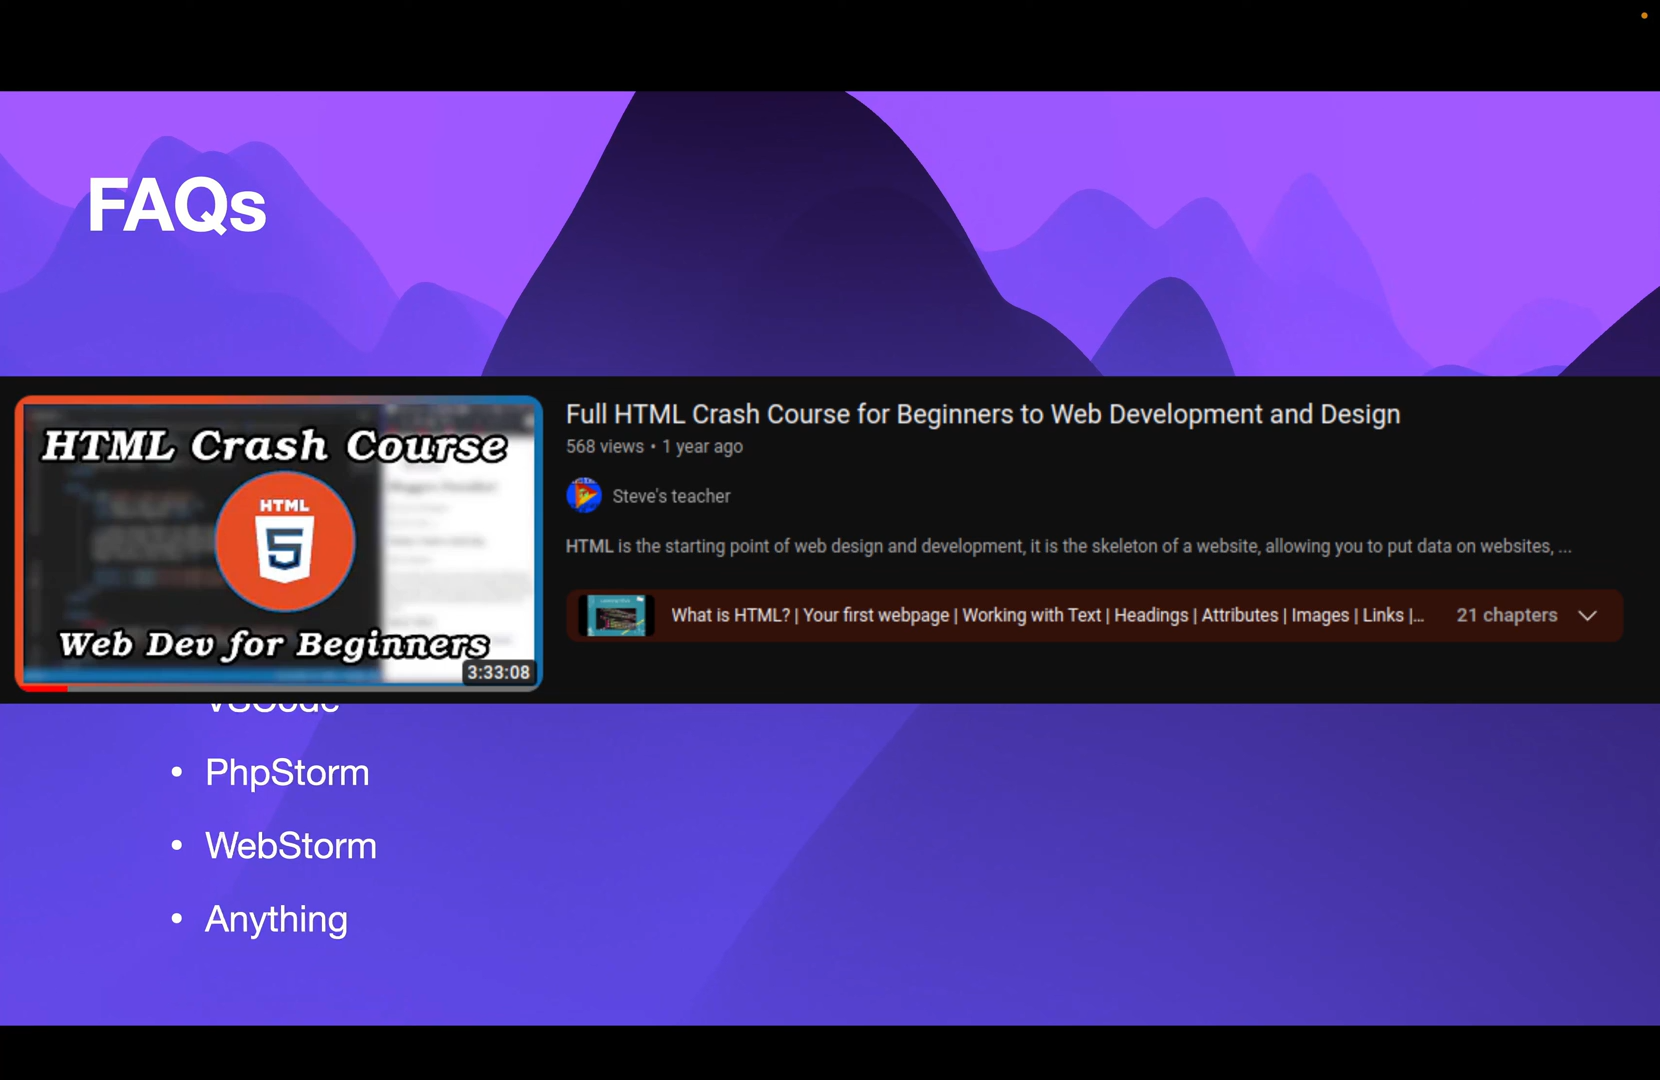 FAQs
HTML Crash Course
HTML
5
Web Dev for Beginners
3:33:08
Full HTML Crash Course for Beginners to Web Development and Design
568 views • 1 year ago
Steve's teacher
HTML is the starting point of web design and development, it is the skeleton of a website, allowing you to put data on websites, ...
What is HTML? | Your first webpage | Working with Text | Headings | Attributes | Images | Links |...
21 chapters
VSCode
• PhpStorm
• WebStorm
• Anything